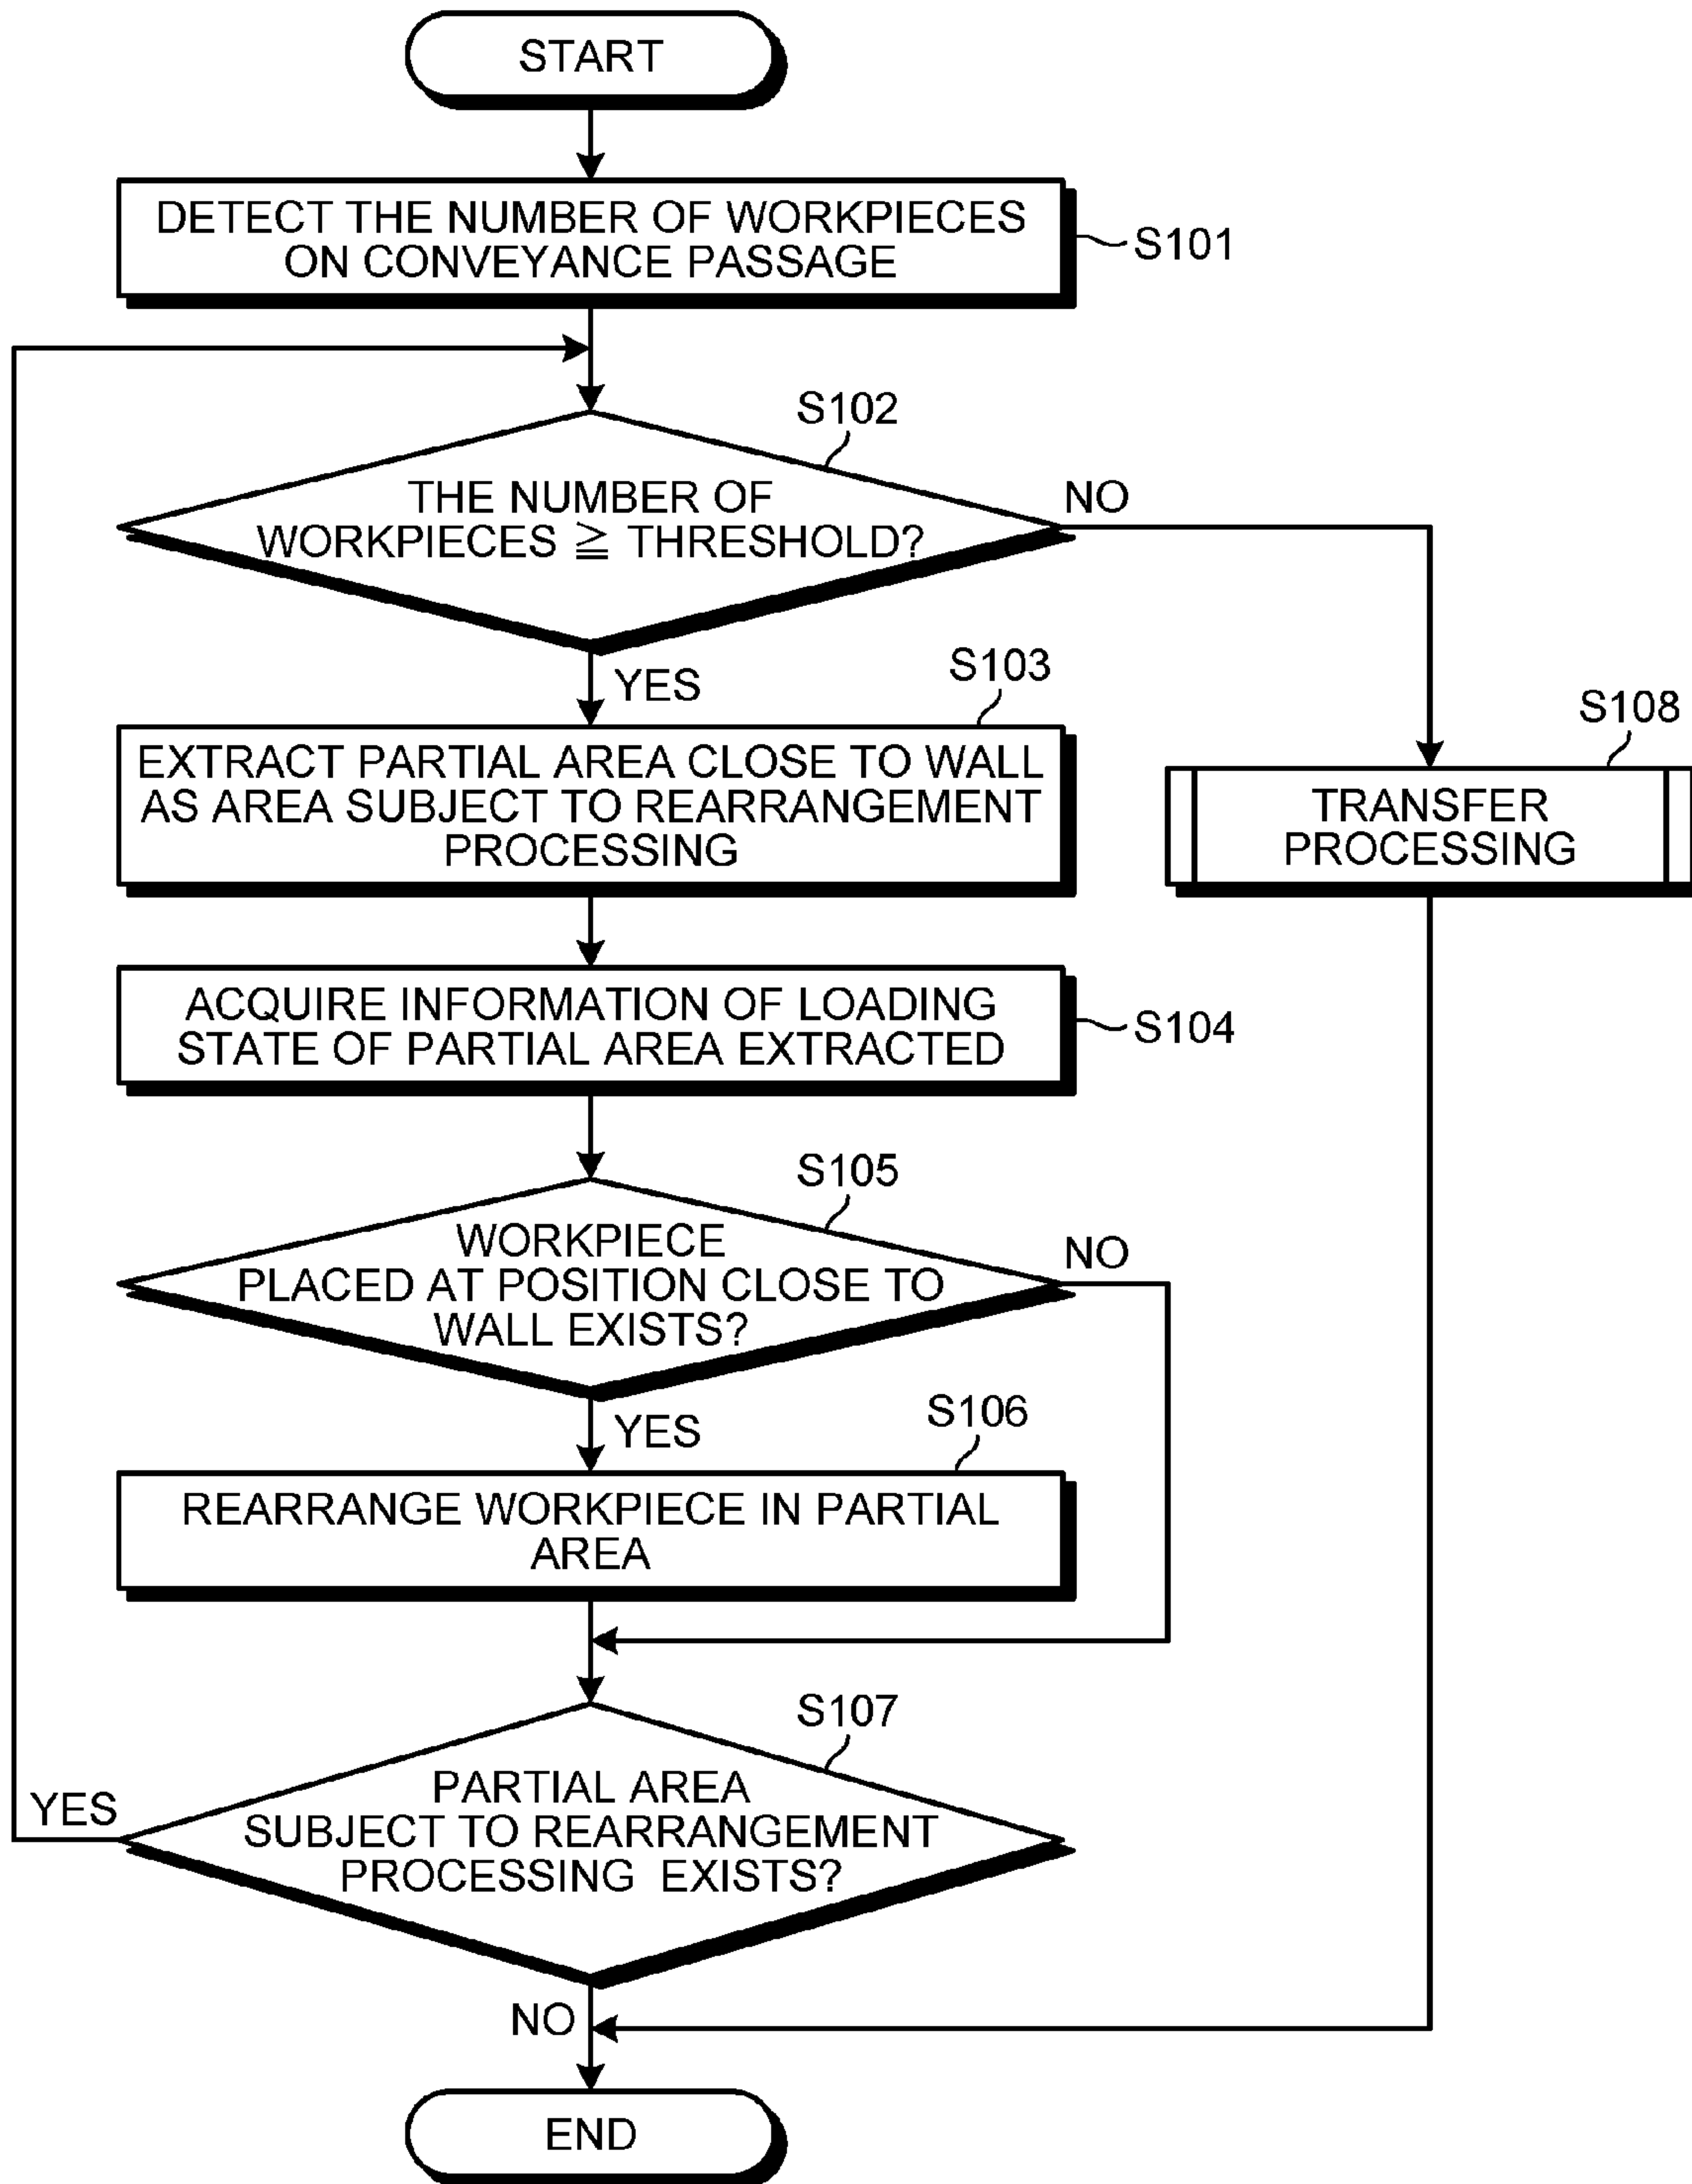 START
DETECT THE NUMBER OF WORKPIECES
ON CONVEYANCE PASSAGE
S101
S102
THE NUMBER OF
WORKPIECES ≧ THRESHOLD?
NO
YES
S103
EXTRACT PARTIAL AREA CLOSE TO WALL
AS AREA SUBJECT TO REARRANGEMENT
PROCESSING
S108
TRANSFER
PROCESSING
ACQUIRE INFORMATION OF LOADING
STATE OF PARTIAL AREA EXTRACTED
S104
S105
WORKPIECE
PLACED AT POSITION CLOSE TO
WALL EXISTS?
NO
YES
S106
REARRANGE WORKPIECE IN PARTIAL
AREA
S107
PARTIAL AREA
SUBJECT TO REARRANGEMENT
PROCESSING EXISTS?
YES
NO
END